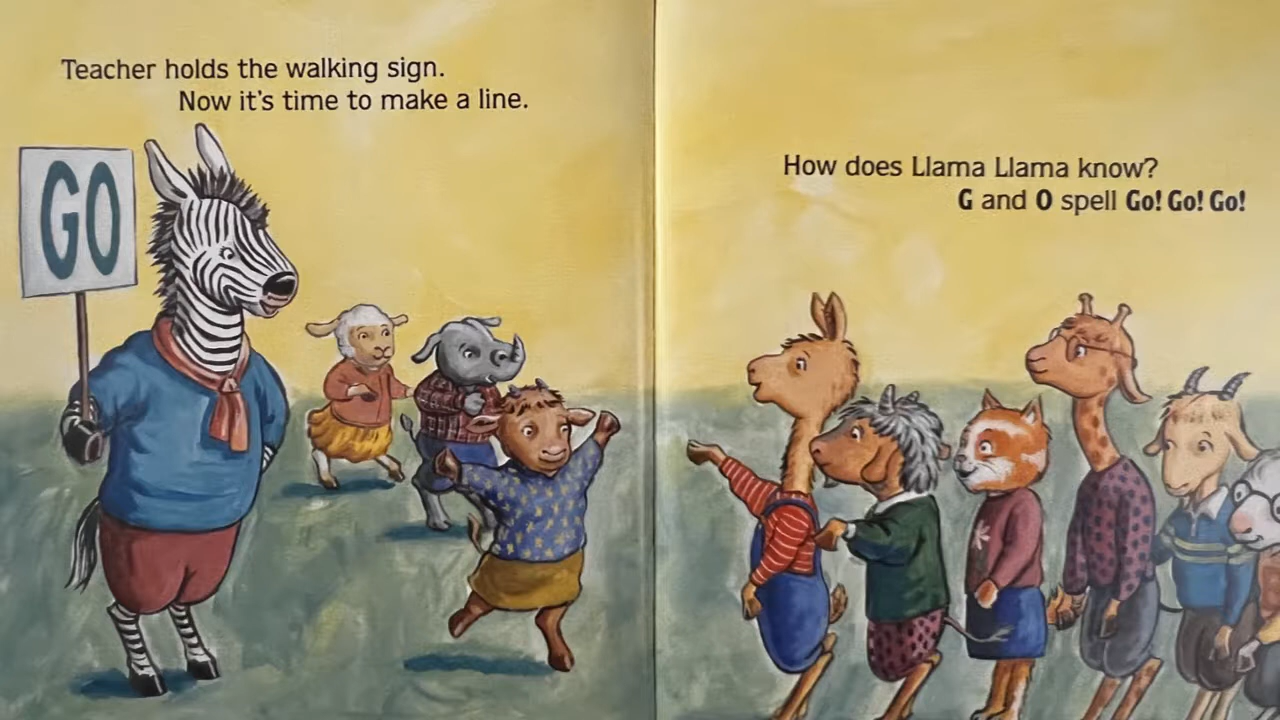 Teacher holds the walking sign.
Now it's time to make a line.
GO
How does Llama Llama know?
G and O spell Go! Go! Go!